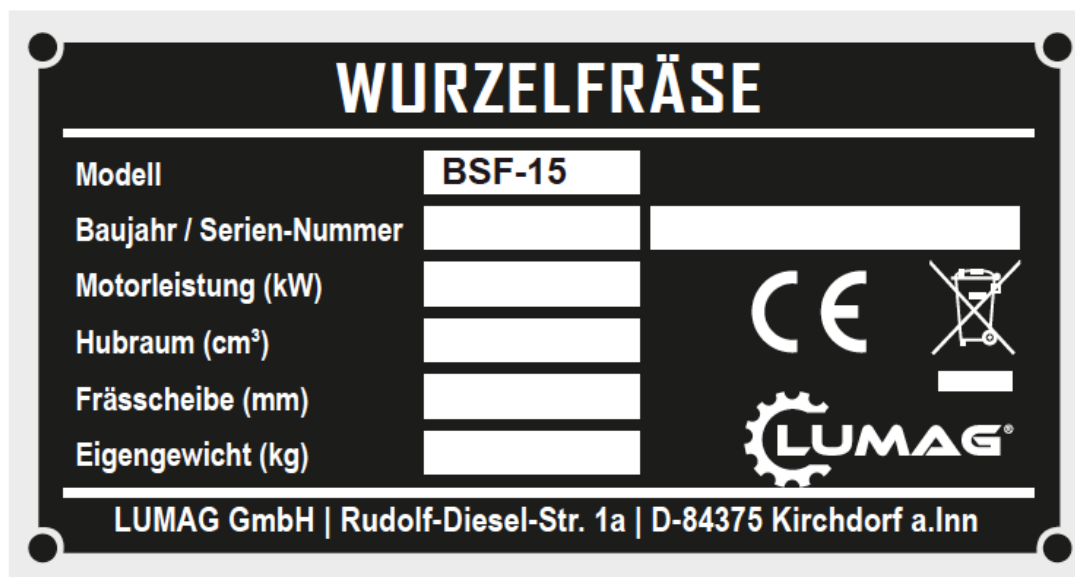 WURZELFRÄSE
Modell BSF-15
Baujahr / Serien-Nummer
Motorleistung (kW)
Hubraum (cm³)
CE
Frässcheibe (mm)
Eigengewicht (kg)
LUMAG®
LUMAG GmbH | Rudolf-Diesel-Str. 1a | D-84375 Kirchdorf a.Inn